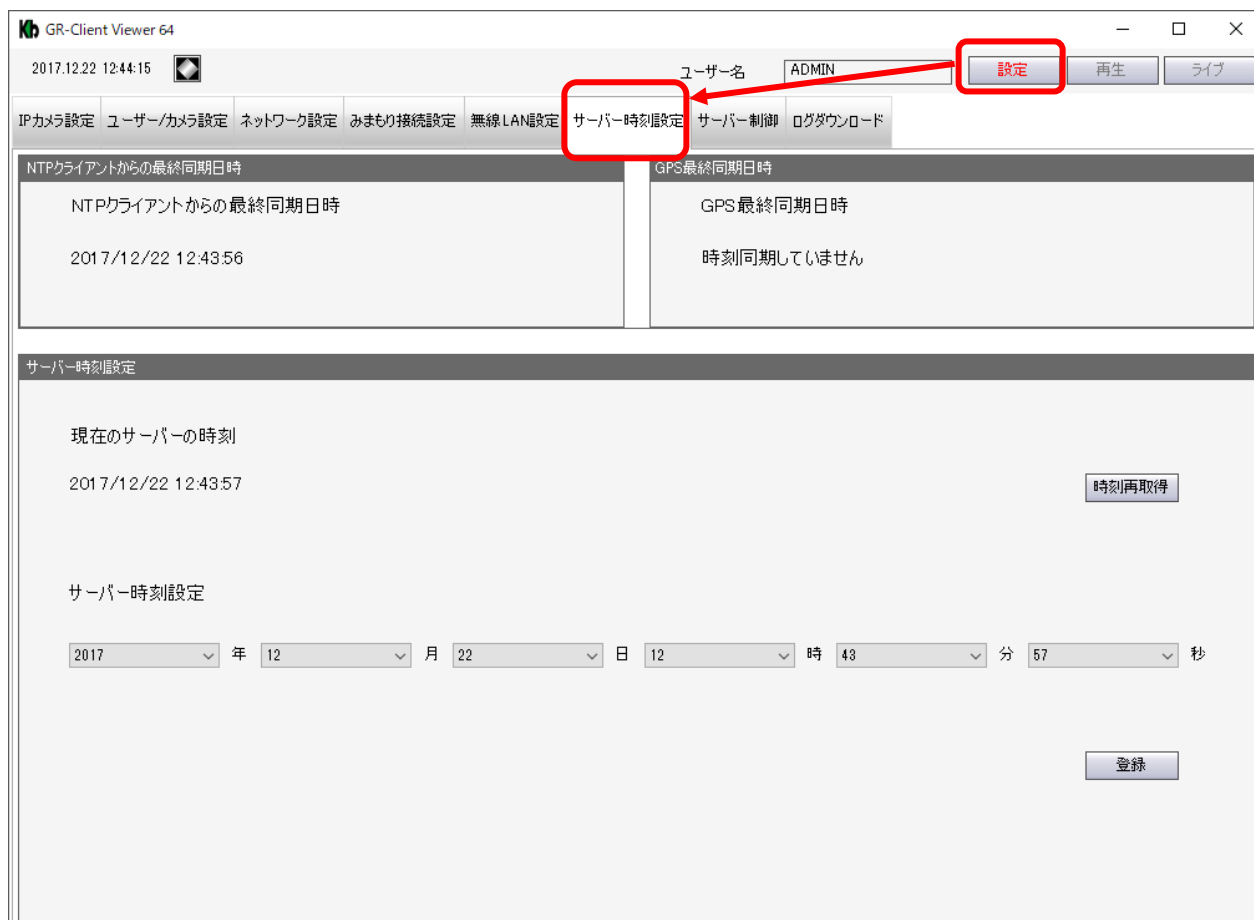 Kb GR-Client Viewer 64
2017.12.22 12:44:15 ユーザー名 ADMIN 設定 再生 ライブ
IPカメラ設定 ユーザー/カメラ設定 ネットワーク設定 みまもり接続設定 無線LAN設定 サーバー時刻設定 サーバー制御 ログダウンロード
NTPクライアントからの最終同期日時 GPS最終同期日時
NTPクライアントからの最終同期日時 GPS最終同期日時
2017/12/22 12:43:56 時刻同期していません
サーバー時刻設定
現在のサーバーの時刻
2017/12/22 12:43:57 時刻再取得
サーバー時刻設定
2017 年 12 月 22 日 12 時 43 分 57 秒
登録